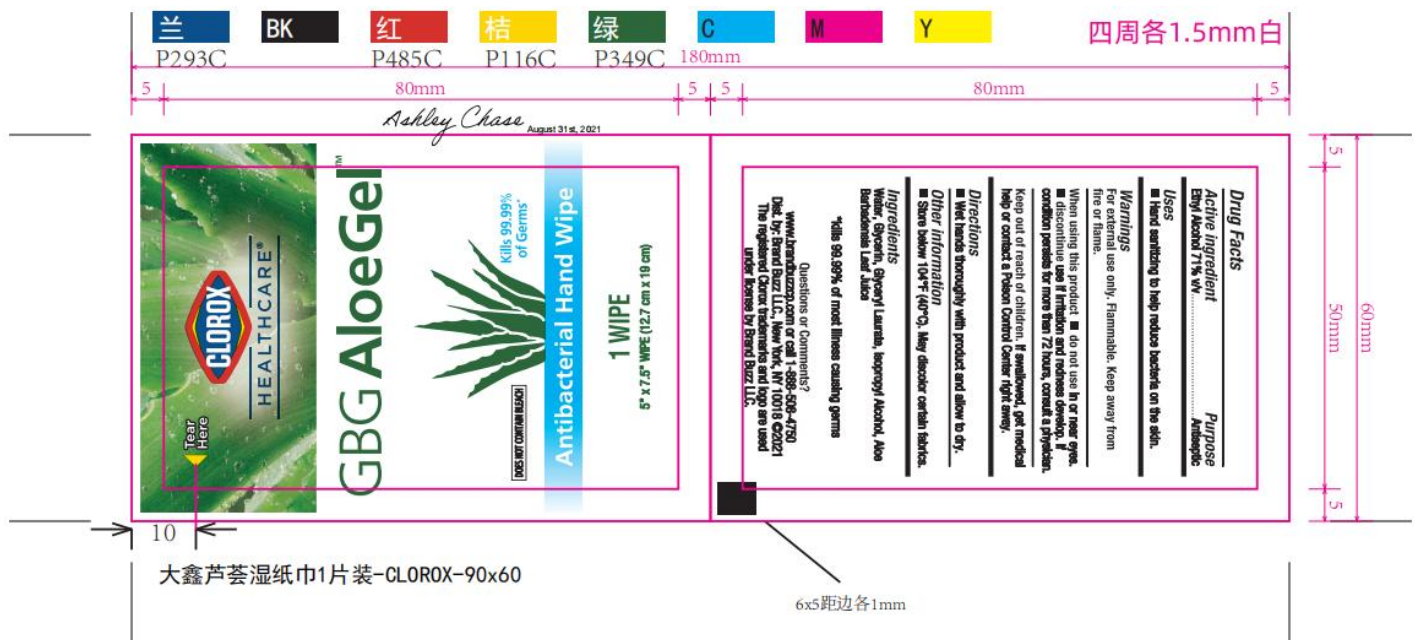 兰 BK 红 桔 绿 C M Y
四周各1.5mm白
P293C P485C P116C P349C
180mm
5 80mm 5 5 80mm 5
Ashley Chase August 31st, 2021
CLOROX
HEALTHCARE®
Tear
Here
GBG AloeGel™
Kills 99.99%
of Germs*
DOES NOT CONTAIN BLEACH
Antibacterial Hand Wipe
1 WIPE
5" x 7.5" WIPE (12.7 cm x 19 cm)
Drug Facts
Active ingredient Purpose
Ethyl Alcohol 71% v/v Antiseptic
Uses
■ Hand sanitizing to help reduce bacteria on the skin.
Warnings
For external use only. Flammable. Keep away from
fire or flame.
When using this product ■ do not use in or near eyes.
■ discontinue use if irritation and redness develop. If
condition persists for more than 72 hours, consult a physician.
Keep out of reach of children. If swallowed, get medical
help or contact a Poison Control Center right away.
Directions
■ Wet hands thoroughly with product and allow to dry.
Other information
■ Store below 104°F (40°C). May discolor certain fabrics.
Ingredients
Water, Glycerin, Glyceryl Laurate, Isopropyl Alcohol, Aloe
Barbadensis Leaf Juice
*Kills 99.99% of most illness causing germs
Questions or Comments?
www.brandbuzzcp.com or call 1-888-508-4750
Dist. by: Brand Buzz LLC., New York, NY 10018 ©2021
The registered Clorox trademarks and logo are used
under license by Brand Buzz LLC.
5
50mm
60mm
5
10
大鑫芦荟湿纸巾1片装-CLOROX-90x60
6x5距边各1mm